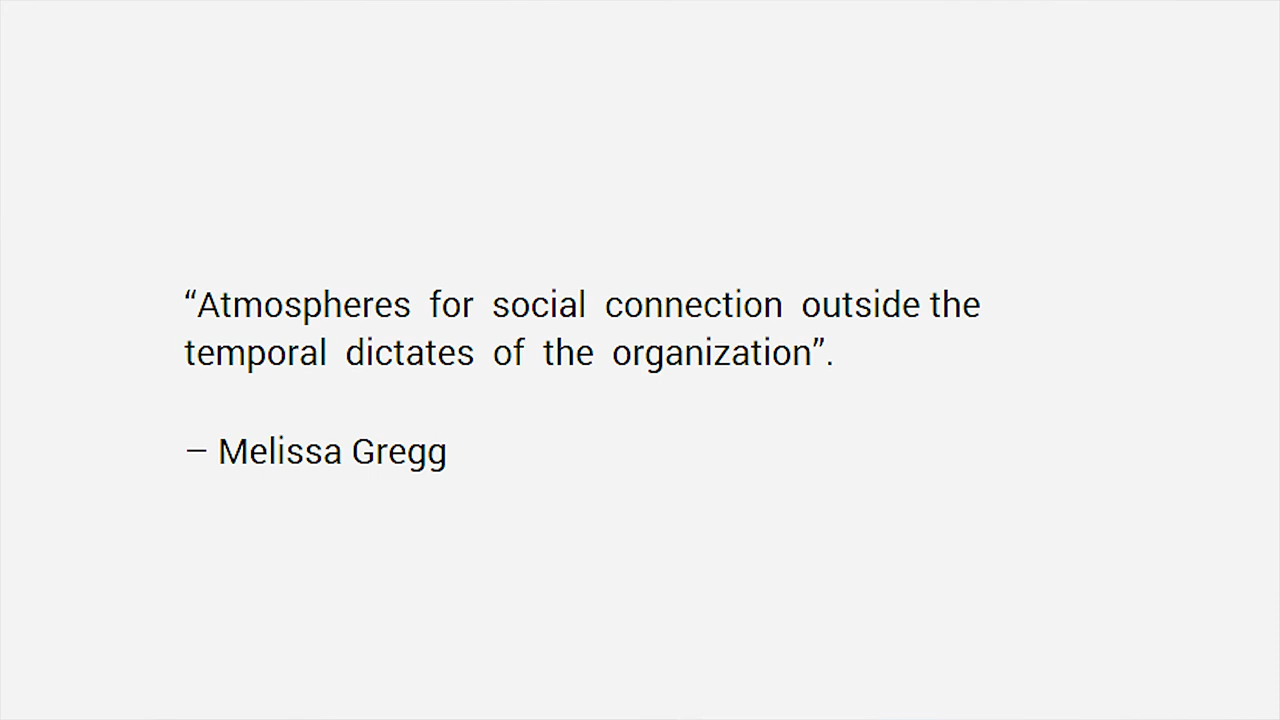 “Atmospheres for social connection outside the
temporal dictates of the organization”.
– Melissa Gregg